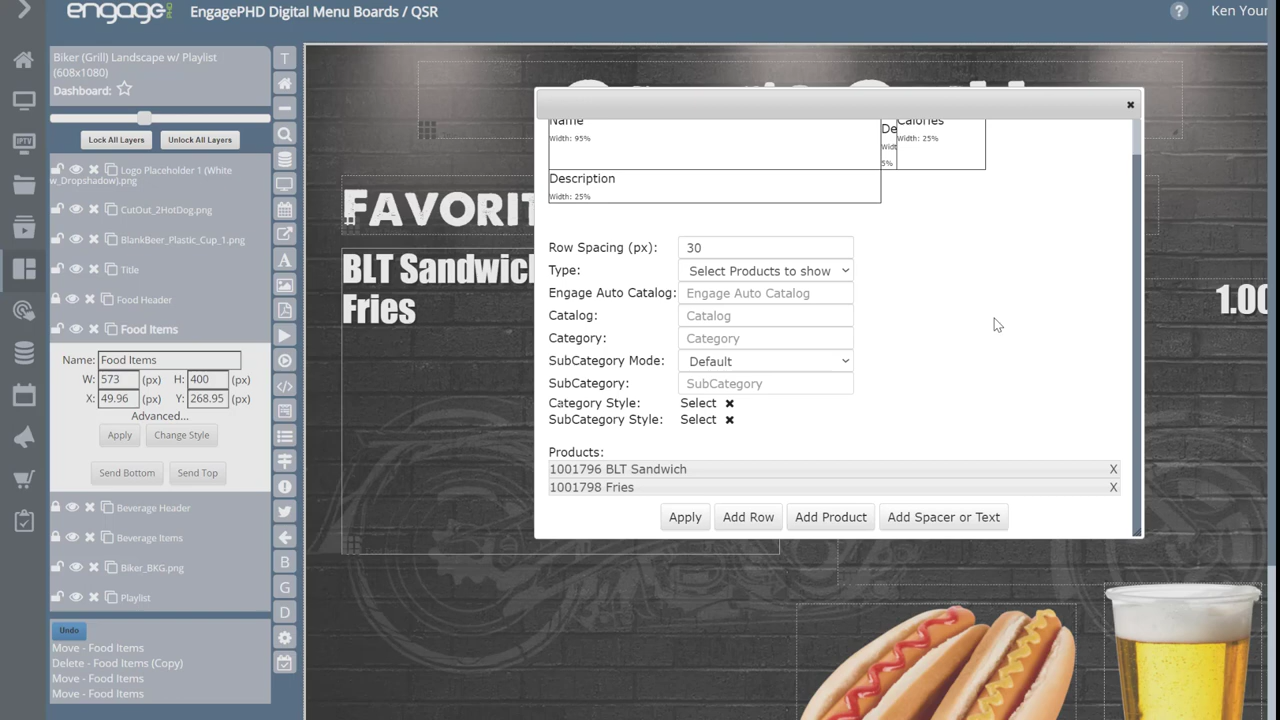 engage PHD
EngagePHD Digital Menu Boards / QSR
?
Ken Your
Biker (Grill) Landscape w/ Playlist
(608x1080)
Dashboard:
Lock All Layers
Unlock All Layers
Logo Placeholder 1 (White
w_Dropshadow).png
CutOut_2HotDog.png
BlankBeer_Plastic_Cup_1.png
Title
Food Header
Food Items
Name: Food Items
W: 573 (px) H: 400 (px)
X: 49.96 (px) Y: 268.95 (px)
Advanced...
Apply
Change Style
Send Bottom
Send Top
Beverage Header
Beverage Items
Biker_BKG.png
Playlist
Undo
Move - Food Items
Delete - Food Items (Copy)
Move - Food Items
Move - Food Items
T
A
IPTV
B
G
D
FAVORIT
BLT Sandwich
Fries
1.00
Name
Width: 95%
De
Widt
5%
Calories
Width: 25%
Description
Width: 25%
Row Spacing (px): 30
Type: Select Products to show
Engage Auto Catalog: Engage Auto Catalog
Catalog: Catalog
Category: Category
SubCategory Mode: Default
SubCategory: SubCategory
Category Style: Select
SubCategory Style: Select
Products:
1001796 BLT Sandwich X
1001798 Fries X
Apply
Add Row
Add Product
Add Spacer or Text